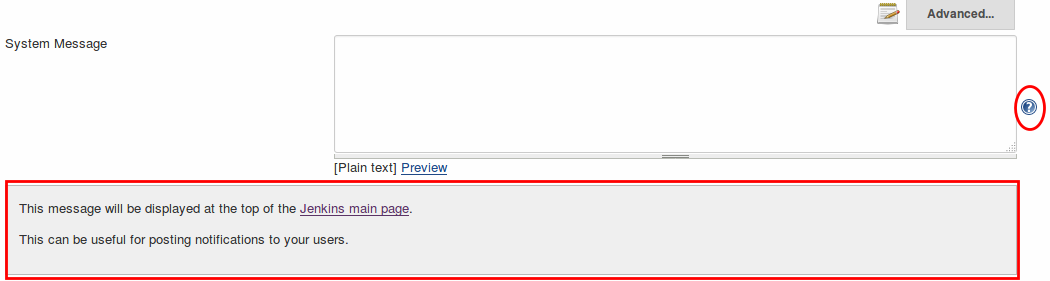 Advanced...
System Message
?
[Plain text] Preview
This message will be displayed at the top of the Jenkins main page.
This can be useful for posting notifications to your users.